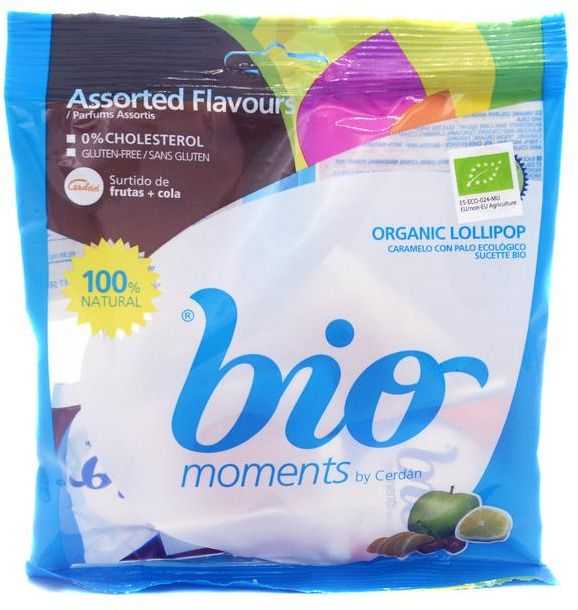 Assorted Flavours
/ Parfums Assortis
0% CHOLESTEROL
GLUTEN-FREE / SANS GLUTEN
Cerdán
Surtido de
frutas + cola
ES-ECO-024-MU
EU/non-EU Agriculture
ORGANIC LOLLIPOP
CARAMELO CON PALO ECOLÓGICO
SUCETTE BIO
100%
NATURAL
® bio
moments by Cerdán